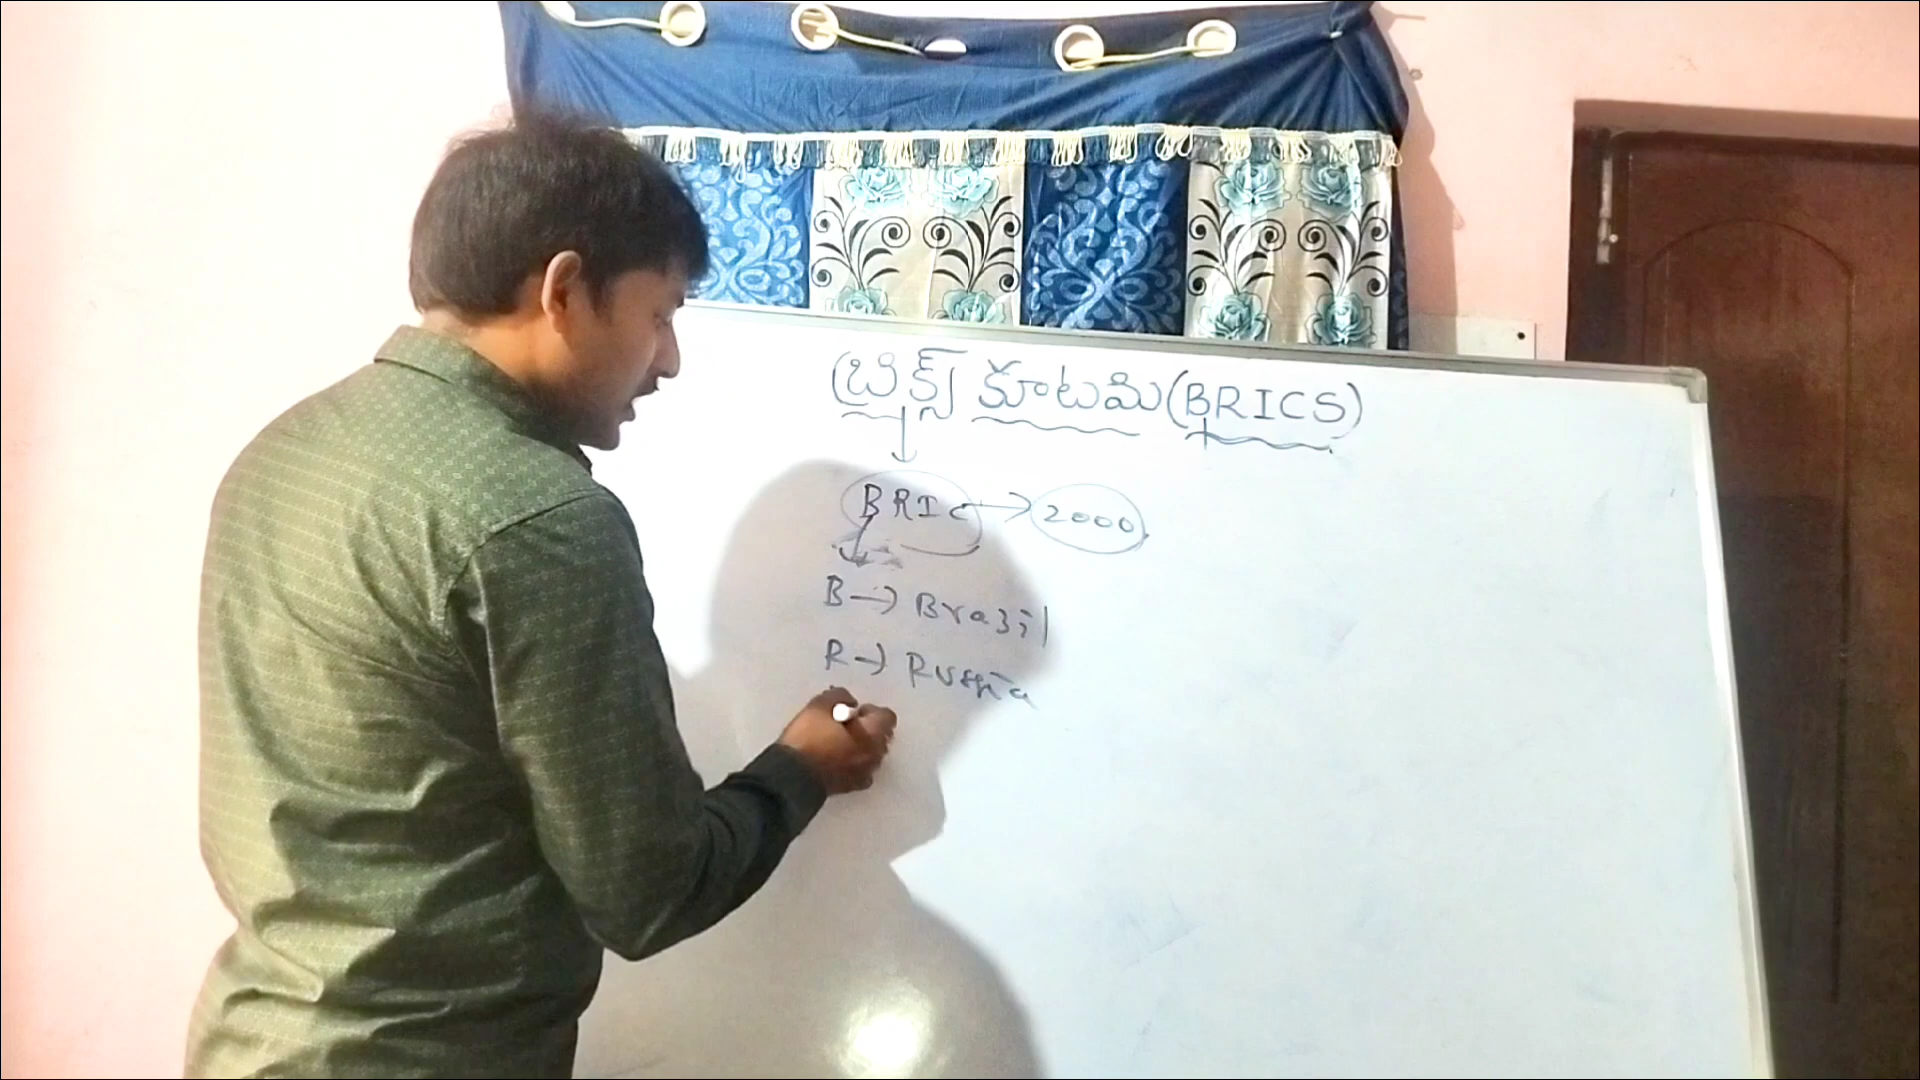 బ్రిక్స్ కూటమి (BRICS)
BRIC → 2000
B → Brazil
R → Russia